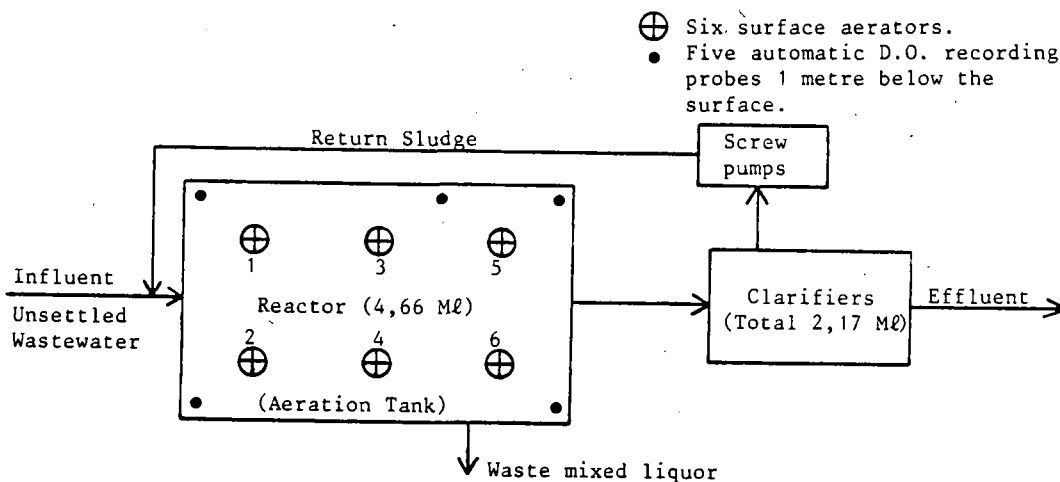 Six surface aerators.
Five automatic D.O. recording
probes 1 metre below the
surface.
Return Sludge
Screw
pumps
1
3
5
Influent
Unsettled
Wastewater
Reactor (4,66 Mℓ)
2
4
6
(Aeration Tank)
Clarifiers
(Total 2,17 Mℓ)
Effluent
Waste mixed liquor